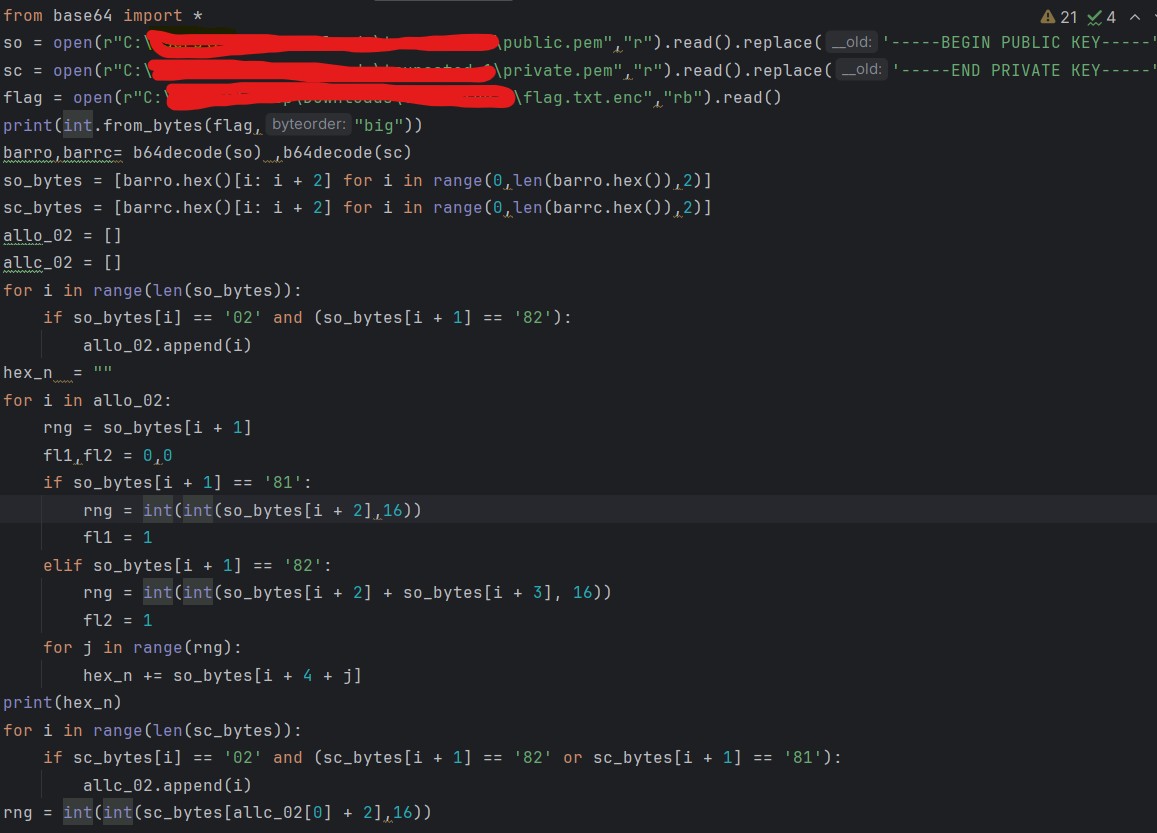 from base64 import *
21 4
so = open(r"C:\ \public.pem","r").read().replace( __old: '-----BEGIN PUBLIC KEY-----'
sc = open(r"C:\ \private.pem","r").read().replace( __old: '-----END PRIVATE KEY-----'
flag = open(r"C:\ \flag.txt.enc","rb").read()
print(int.from_bytes(flag, byteorder: "big"))
barro,barrc= b64decode(so) ,b64decode(sc)
so_bytes = [barro.hex()[i: i + 2] for i in range(0,len(barro.hex()),2)]
sc_bytes = [barrc.hex()[i: i + 2] for i in range(0,len(barrc.hex()),2)]
allo_02 = []
allc_02 = []
for i in range(len(so_bytes)):
    if so_bytes[i] == '02' and (so_bytes[i + 1] == '82'):
        allo_02.append(i)
hex_n  = ""
for i in allo_02:
    rng = so_bytes[i + 1]
    fl1,fl2 = 0,0
    if so_bytes[i + 1] == '81':
        rng = int(int(so_bytes[i + 2],16))
        fl1 = 1
    elif so_bytes[i + 1] == '82':
        rng = int(int(so_bytes[i + 2] + so_bytes[i + 3], 16))
        fl2 = 1
    for j in range(rng):
        hex_n += so_bytes[i + 4 + j]
print(hex_n)
for i in range(len(sc_bytes)):
    if sc_bytes[i] == '02' and (sc_bytes[i + 1] == '82' or sc_bytes[i + 1] == '81'):
        allc_02.append(i)
rng = int(int(sc_bytes[allc_02[0] + 2],16))